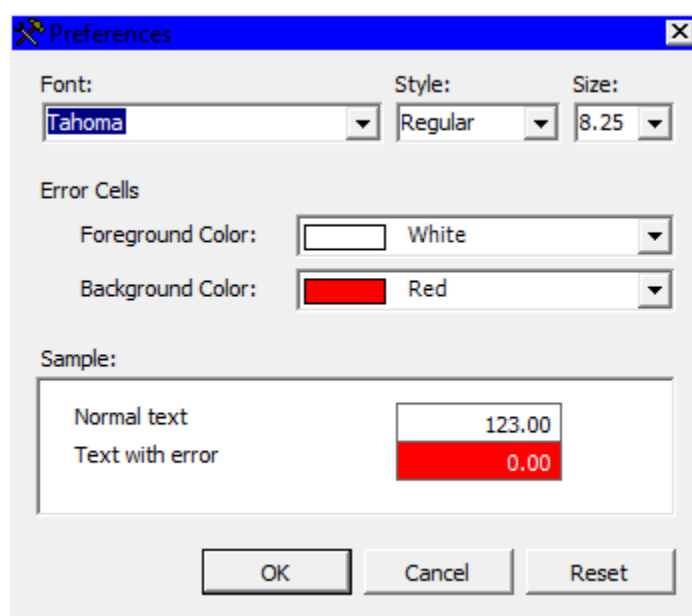 Preferences
Font: Style: Size:
Tahoma Regular 8.25
Error Cells
Foreground Color: White
Background Color: Red
Sample:
Normal text 123.00
Text with error 0.00
OK Cancel Reset